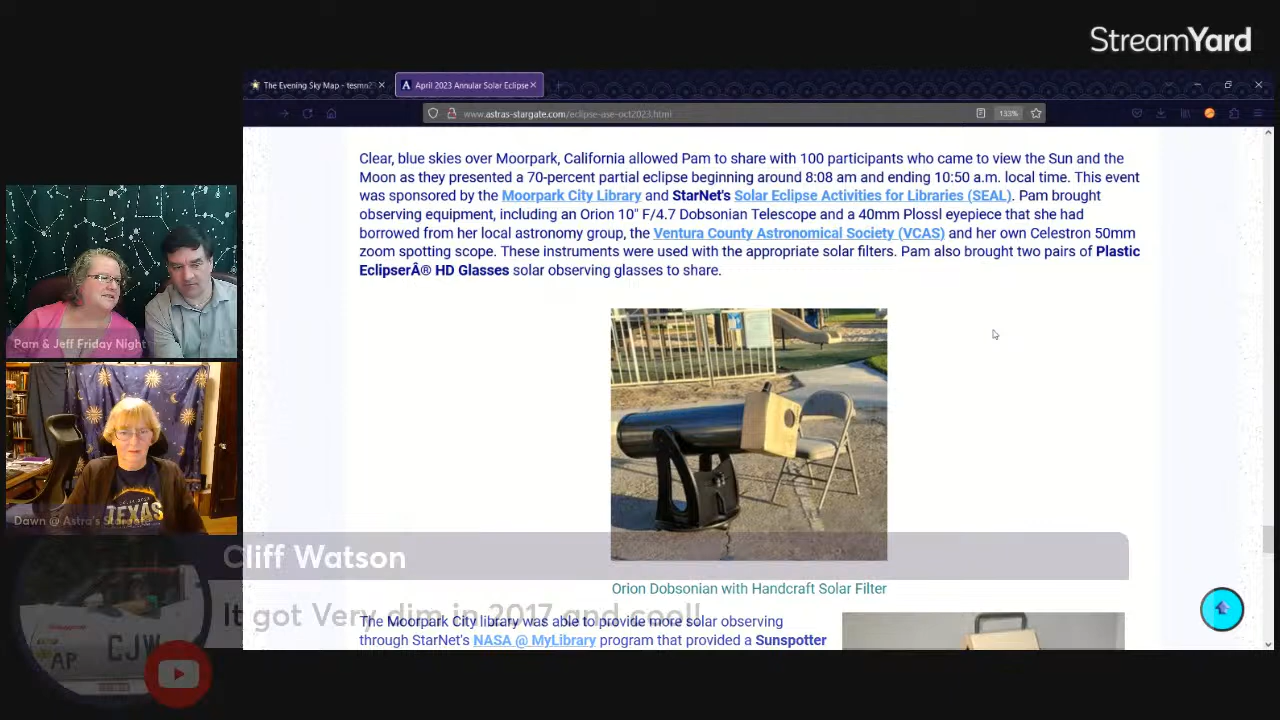 StreamYard
The Evening Sky Map - tesmn23
April 2023 Annular Solar Eclipse
www.astras-stargate.com/eclipse-ase-oct2023.html
133%
Clear, blue skies over Moorpark, California allowed Pam to share with 100 participants who came to view the Sun and the
Moon as they presented a 70-percent partial eclipse beginning around 8:08 am and ending 10:50 a.m. local time. This event
was sponsored by the Moorpark City Library and StarNet's Solar Eclipse Activities for Libraries (SEAL). Pam brought
observing equipment, including an Orion 10" F/4.7 Dobsonian Telescope and a 40mm Plossl eyepiece that she had
borrowed from her local astronomy group, the Ventura County Astronomical Society (VCAS) and her own Celestron 50mm
zoom spotting scope. These instruments were used with the appropriate solar filters. Pam also brought two pairs of Plastic
EclipserÂ® HD Glasses solar observing glasses to share.
Pam & Jeff Friday Night
TEXAS
Dawn @ Astra's Stargate
Orion Dobsonian with Handcraft Solar Filter
The Moorpark City library was able to provide more solar observing
through StarNet's NASA @ MyLibrary program that provided a Sunspotter
Cliff Watson
It got Very dim in 2017 and cool!
AP
CJW